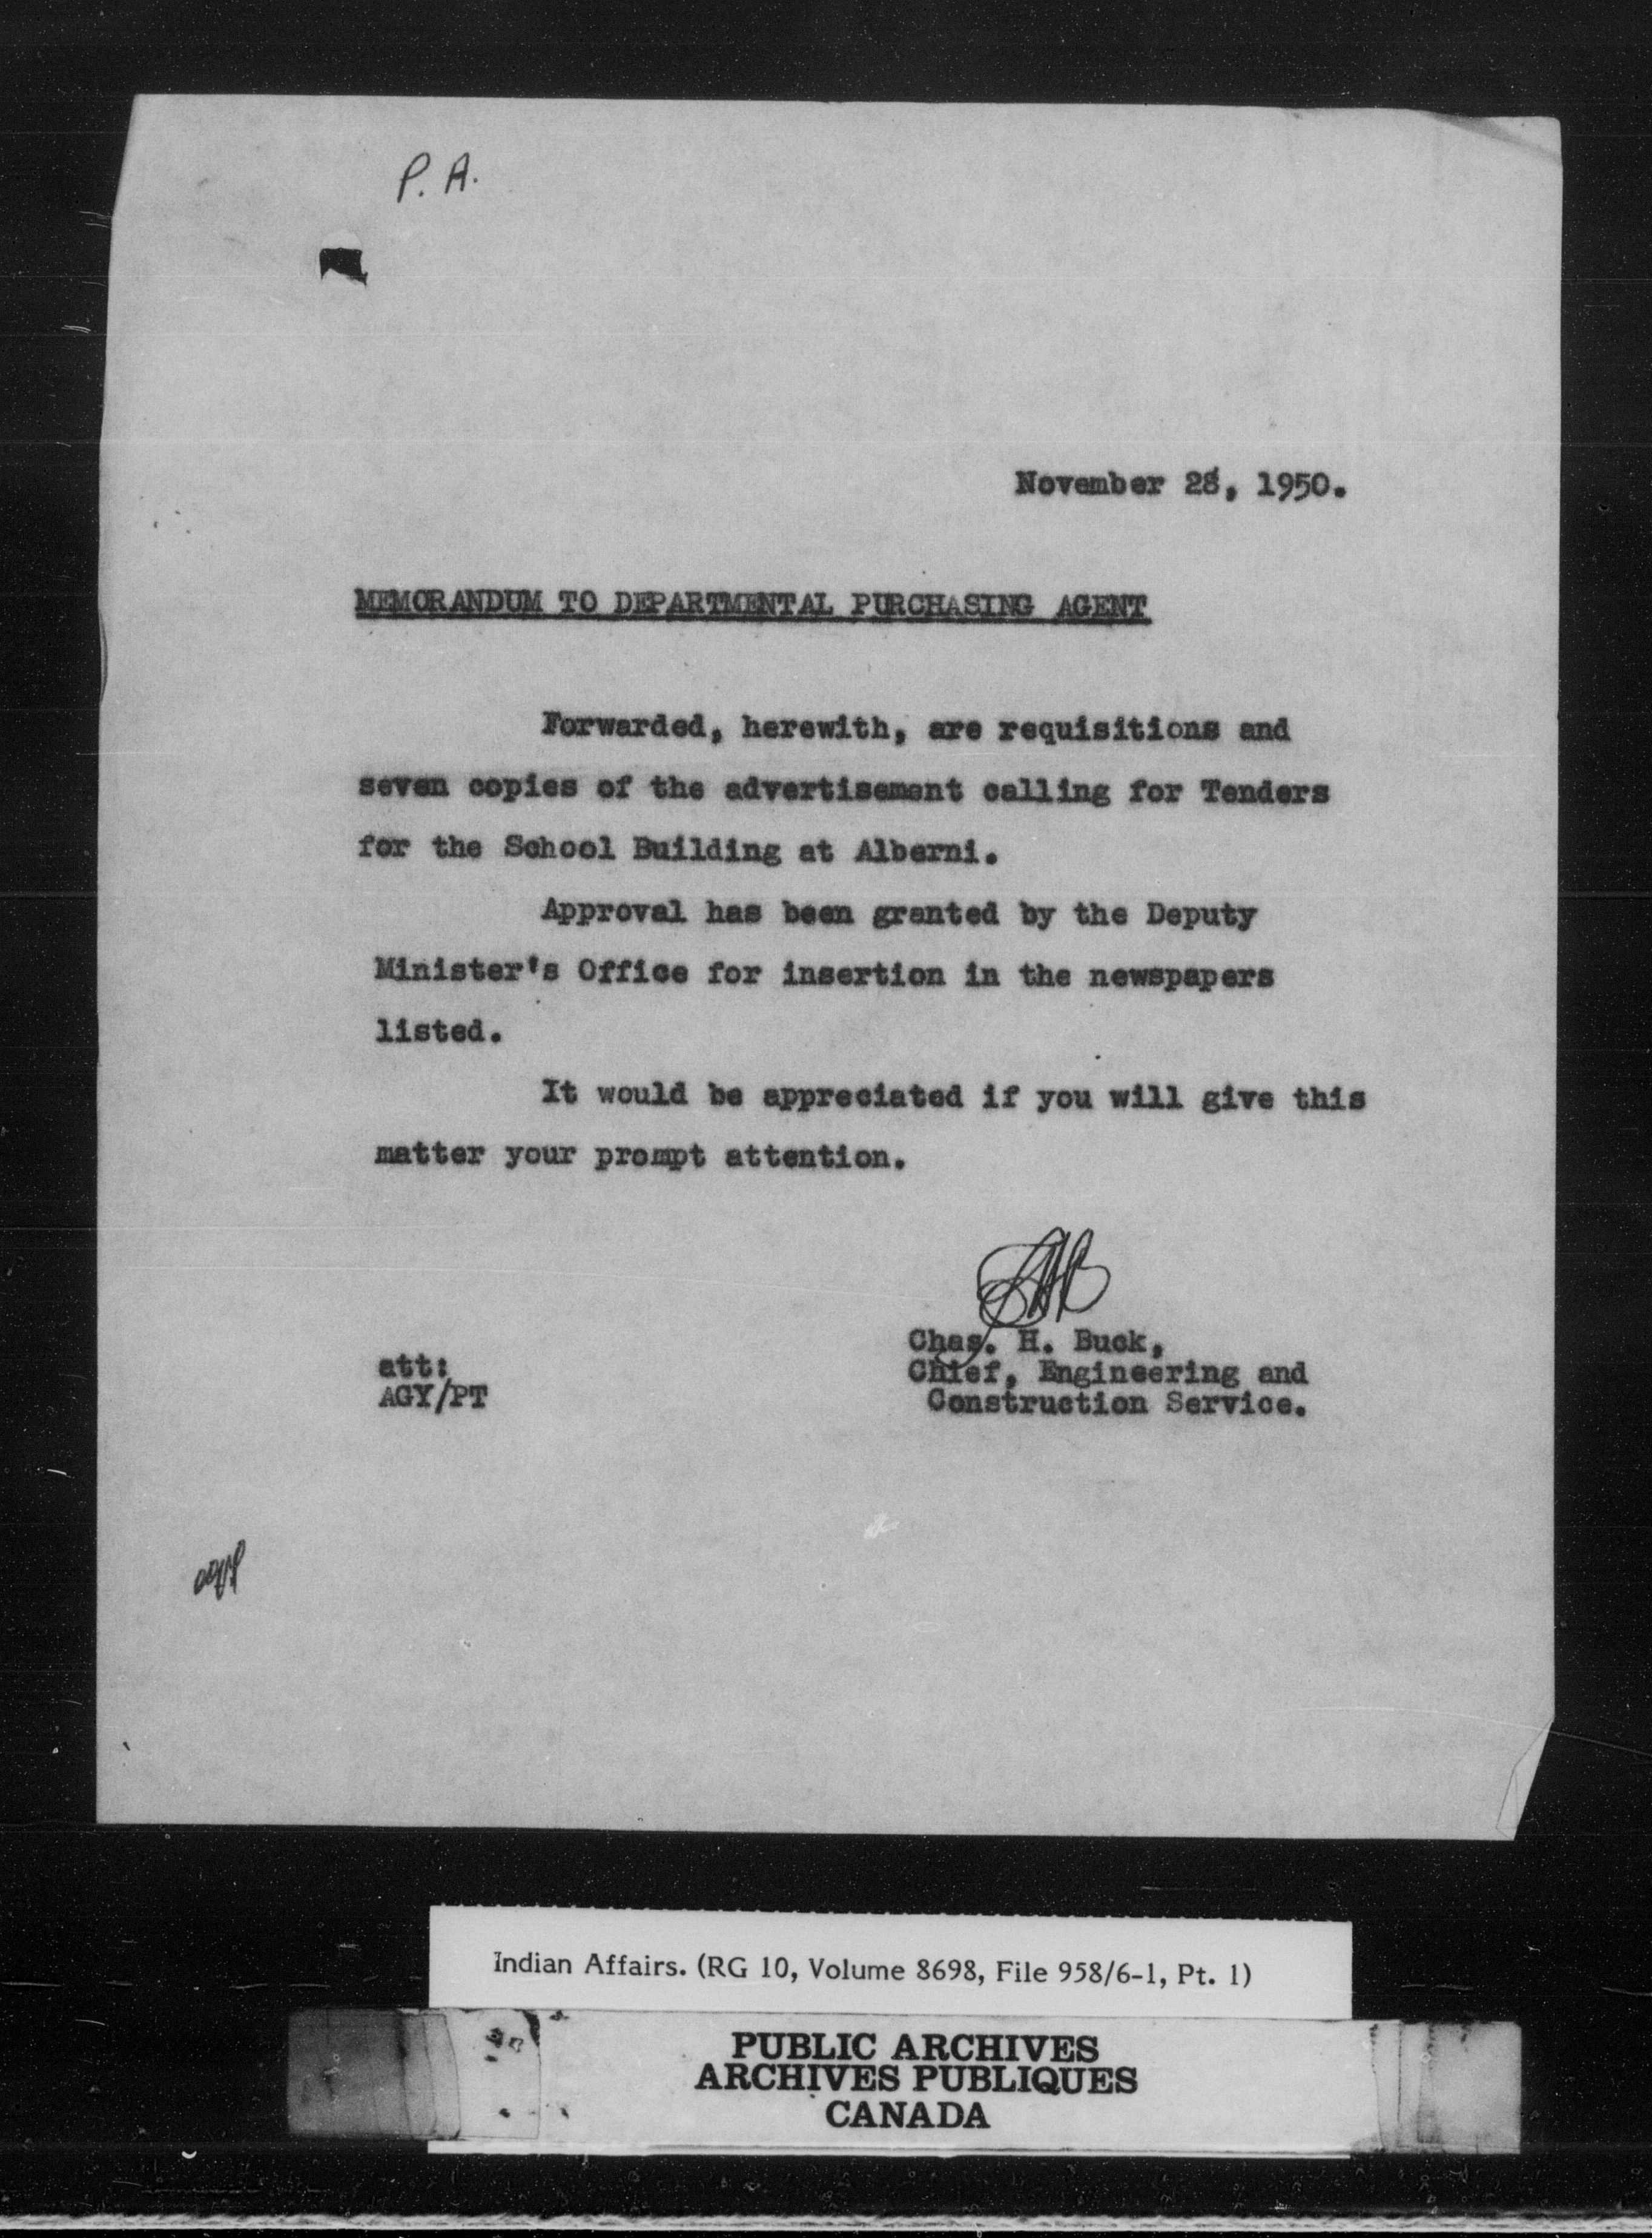 P. A.
November 28, 1950.
MEMORANDUM TO DEPARTMENTAL PURCHASING AGENT
Forwarded, herewith, are requisitions and
seven copies of the advertisement calling for Tenders
for the School Building at Alberni.
Approval has been granted by the Deputy
Minister's Office for insertion in the newspapers
listed.
It would be appreciated if you will give this
matter your prompt attention.
Chas. H. Buck,
Chief, Engineering and
Construction Service.
att:
AGY/PT
Indian Affairs. (RG 10, Volume 8698, File 958/6-1, Pt. 1)
PUBLIC ARCHIVES
ARCHIVES PUBLIQUES
CANADA